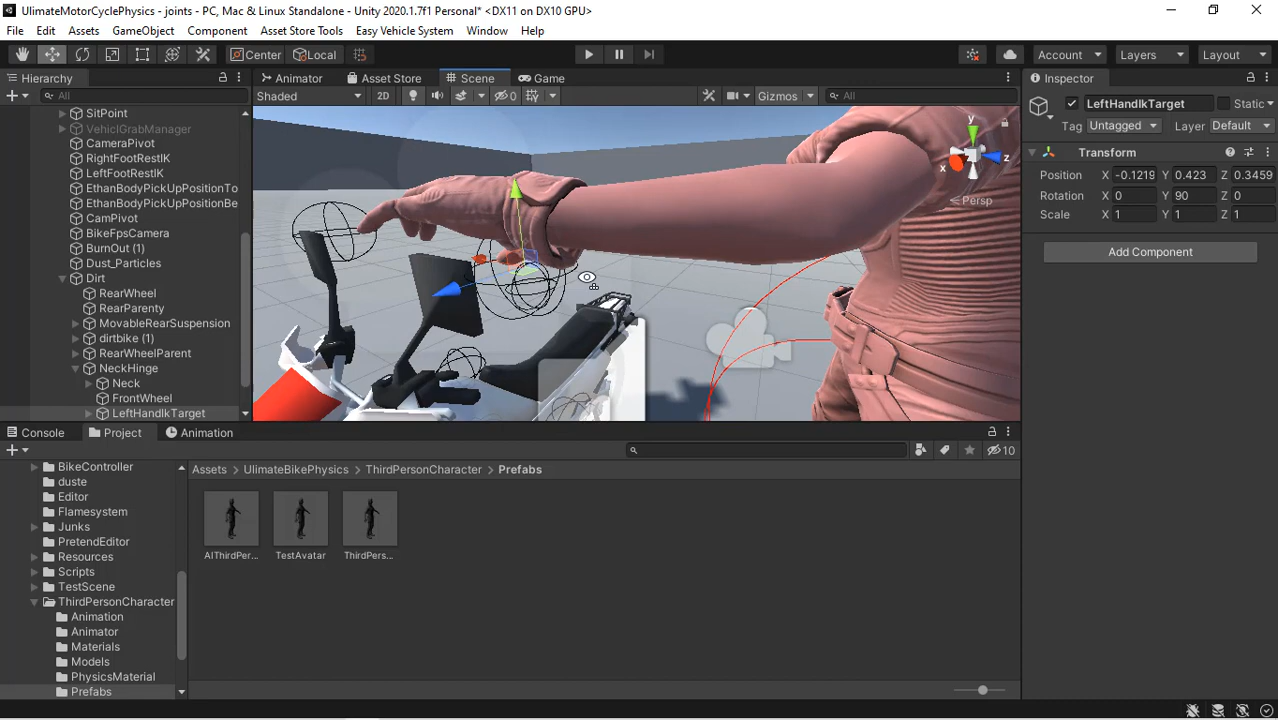 UlimateMotorCyclePhysics - joints - PC, Mac & Linux Standalone - Unity 2020.1.7f1 Personal* <DX11 on DX10 GPU>
File Edit Assets GameObject Component Asset Store Tools Easy Vehicle System Window Help
Center Local Account Layers Layout
Hierarchy Animator Asset Store Scene Game Inspector
All Shaded 2D 0 Gizmos All LeftHandIkTarget Static
Tag Untagged Layer Default
SitPoint
VehiclGrabManager
CameraPivot
RightFootRestIK
LeftFootRestIK
EthanBodyPickUpPositionTo
EthanBodyPickUpPositionBe
CamPivot
BikeFpsCamera
BurnOut (1)
Dust_Particles
Dirt
RearWheel
RearParenty
MovableRearSuspension
dirtbike (1)
RearWheelParent
NeckHinge
Neck
FrontWheel
LeftHandIkTarget
y
x
z
Persp
Transform
Position X -0.1219 Y 0.423 Z 0.3459
Rotation X 0 Y 90 Z 0
Scale X 1 Y 1 Z 1
Add Component
Console Project Animation
10
BikeController
duste
Editor
Flamesystem
Junks
PretendEditor
Resources
Scripts
TestScene
ThirdPersonCharacter
Animation
Animator
Materials
Models
PhysicsMaterial
Prefabs
Assets UlimateBikePhysics ThirdPersonCharacter Prefabs
AIThirdPer... TestAvatar ThirdPers...